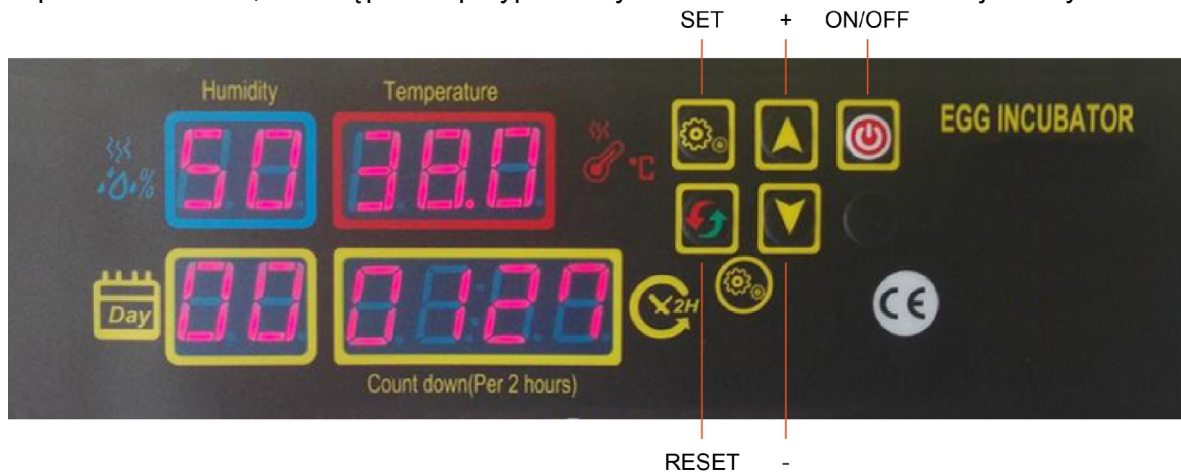 SET + ON/OFF
Humidity Temperature
EGG INCUBATOR
50 38.0
% °C
Day 00 0127 2H
CE
Count down(Per 2 hours)
RESET -